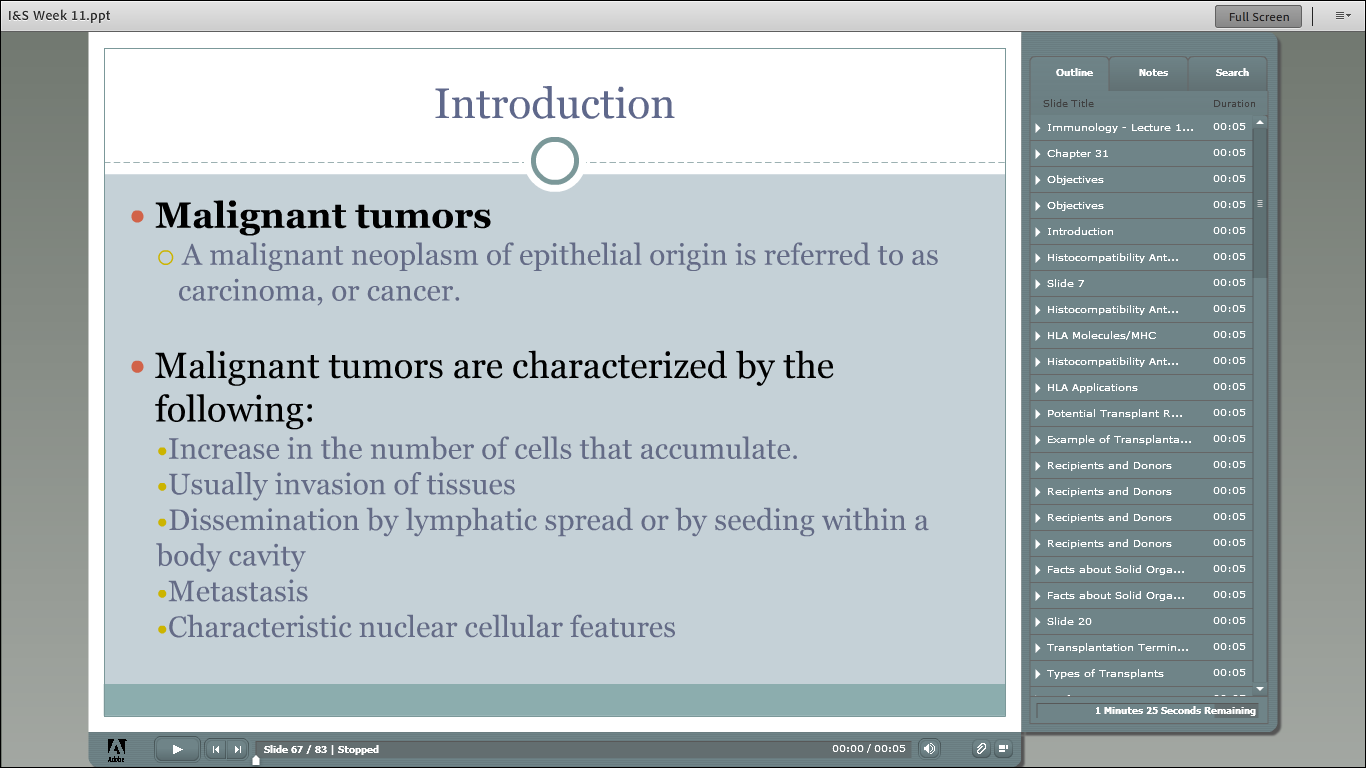 I&S Week 11.ppt
Full Screen
Introduction
Malignant tumors
A malignant neoplasm of epithelial origin is referred to as
carcinoma, or cancer.
Malignant tumors are characterized by the
following:
Increase in the number of cells that accumulate.
Usually invasion of tissues
Dissemination by lymphatic spread or by seeding within a
body cavity
Metastasis
Characteristic nuclear cellular features
Outline Notes Search
Slide Title Duration
Immunology - Lecture 1... 00:05
Chapter 31 00:05
Objectives 00:05
Objectives 00:05
Introduction 00:05
Histocompatibility Ant... 00:05
Slide 7 00:05
Histocompatibility Ant... 00:05
HLA Molecules/MHC 00:05
Histocompatibility Ant... 00:05
HLA Applications 00:05
Potential Transplant R... 00:05
Example of Transplanta... 00:05
Recipients and Donors 00:05
Recipients and Donors 00:05
Recipients and Donors 00:05
Recipients and Donors 00:05
Facts about Solid Orga... 00:05
Facts about Solid Orga... 00:05
Slide 20 00:05
Transplantation Termin... 00:05
Types of Transplants 00:05
1 Minutes 25 Seconds Remaining
Adobe
Slide 67 / 83 | Stopped 00:00 / 00:05